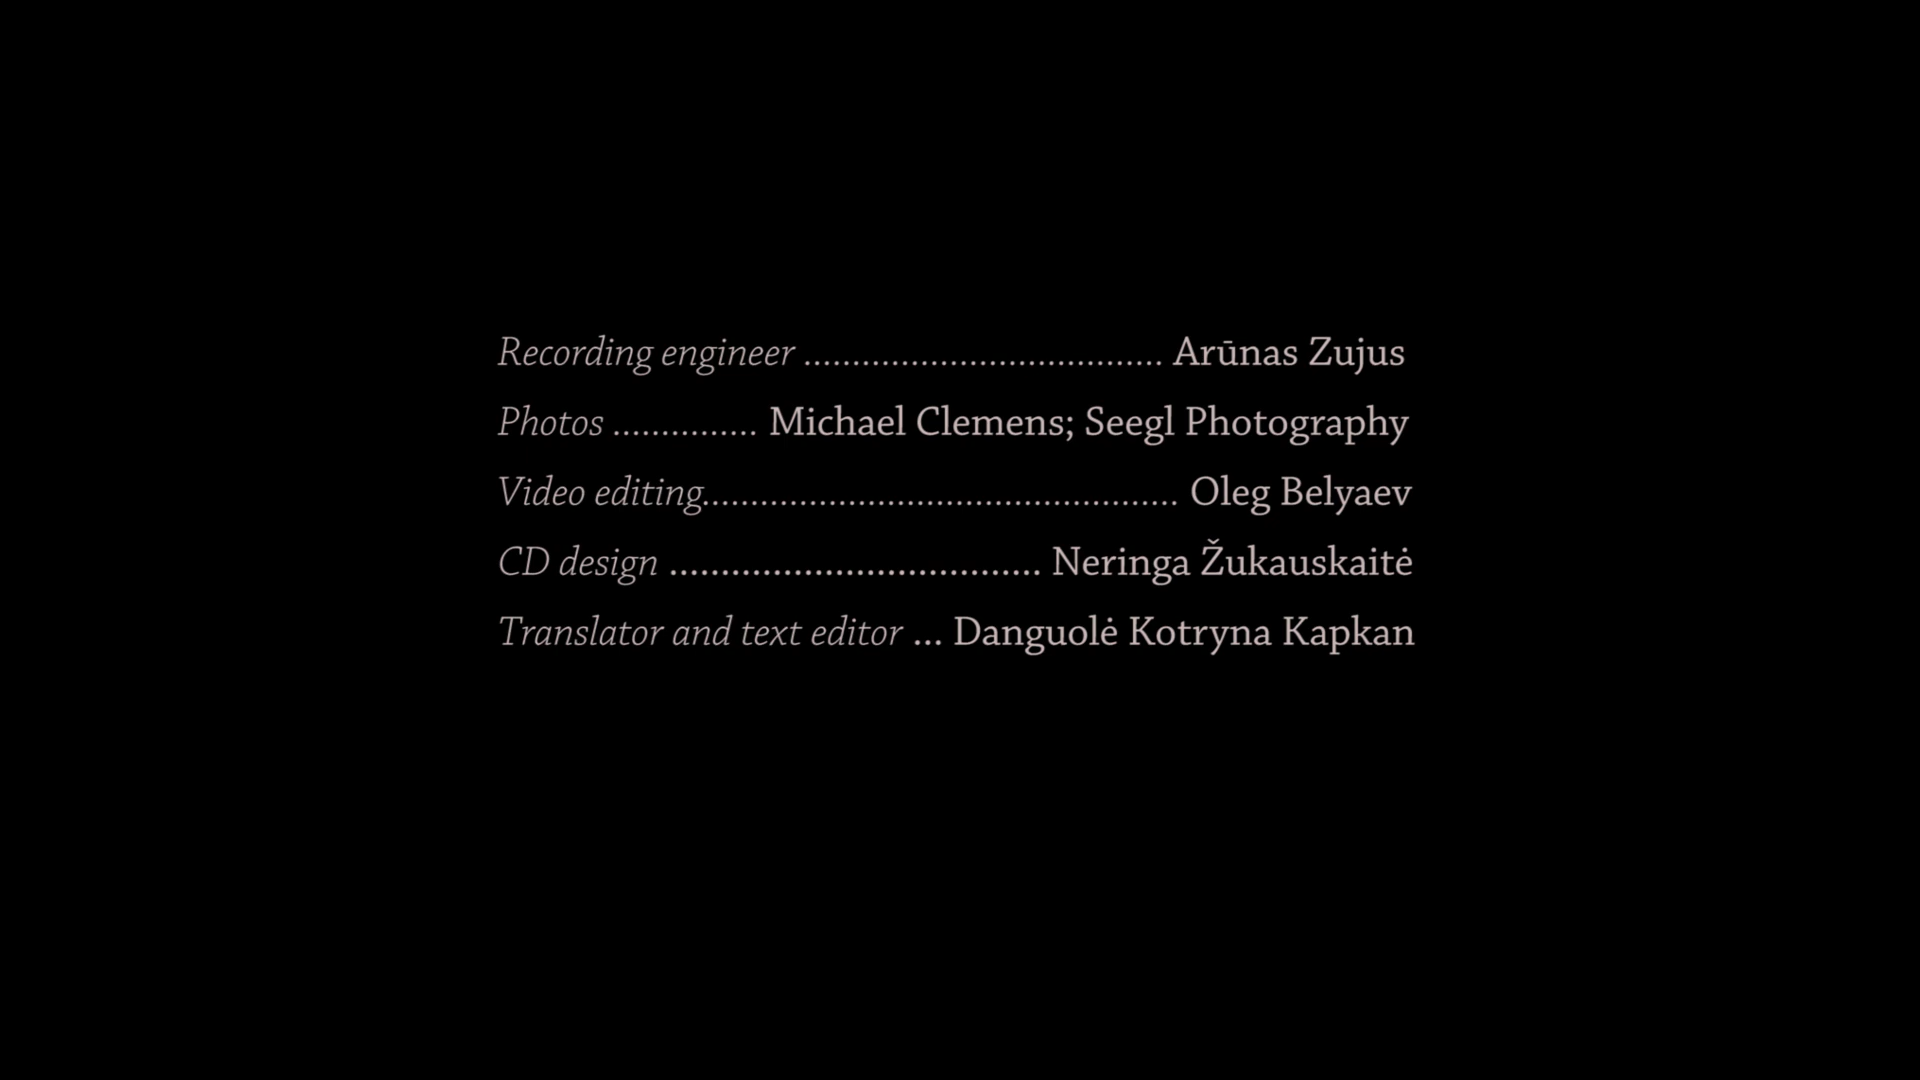 Recording engineer ..................................... Arūnas Zujus
Photos ............... Michael Clemens; Seegl Photography
Video editing................................................. Oleg Belyaev
CD design .................................... Neringa Žukauskaitė
Translator and text editor ... Danguolė Kotryna Kapkan